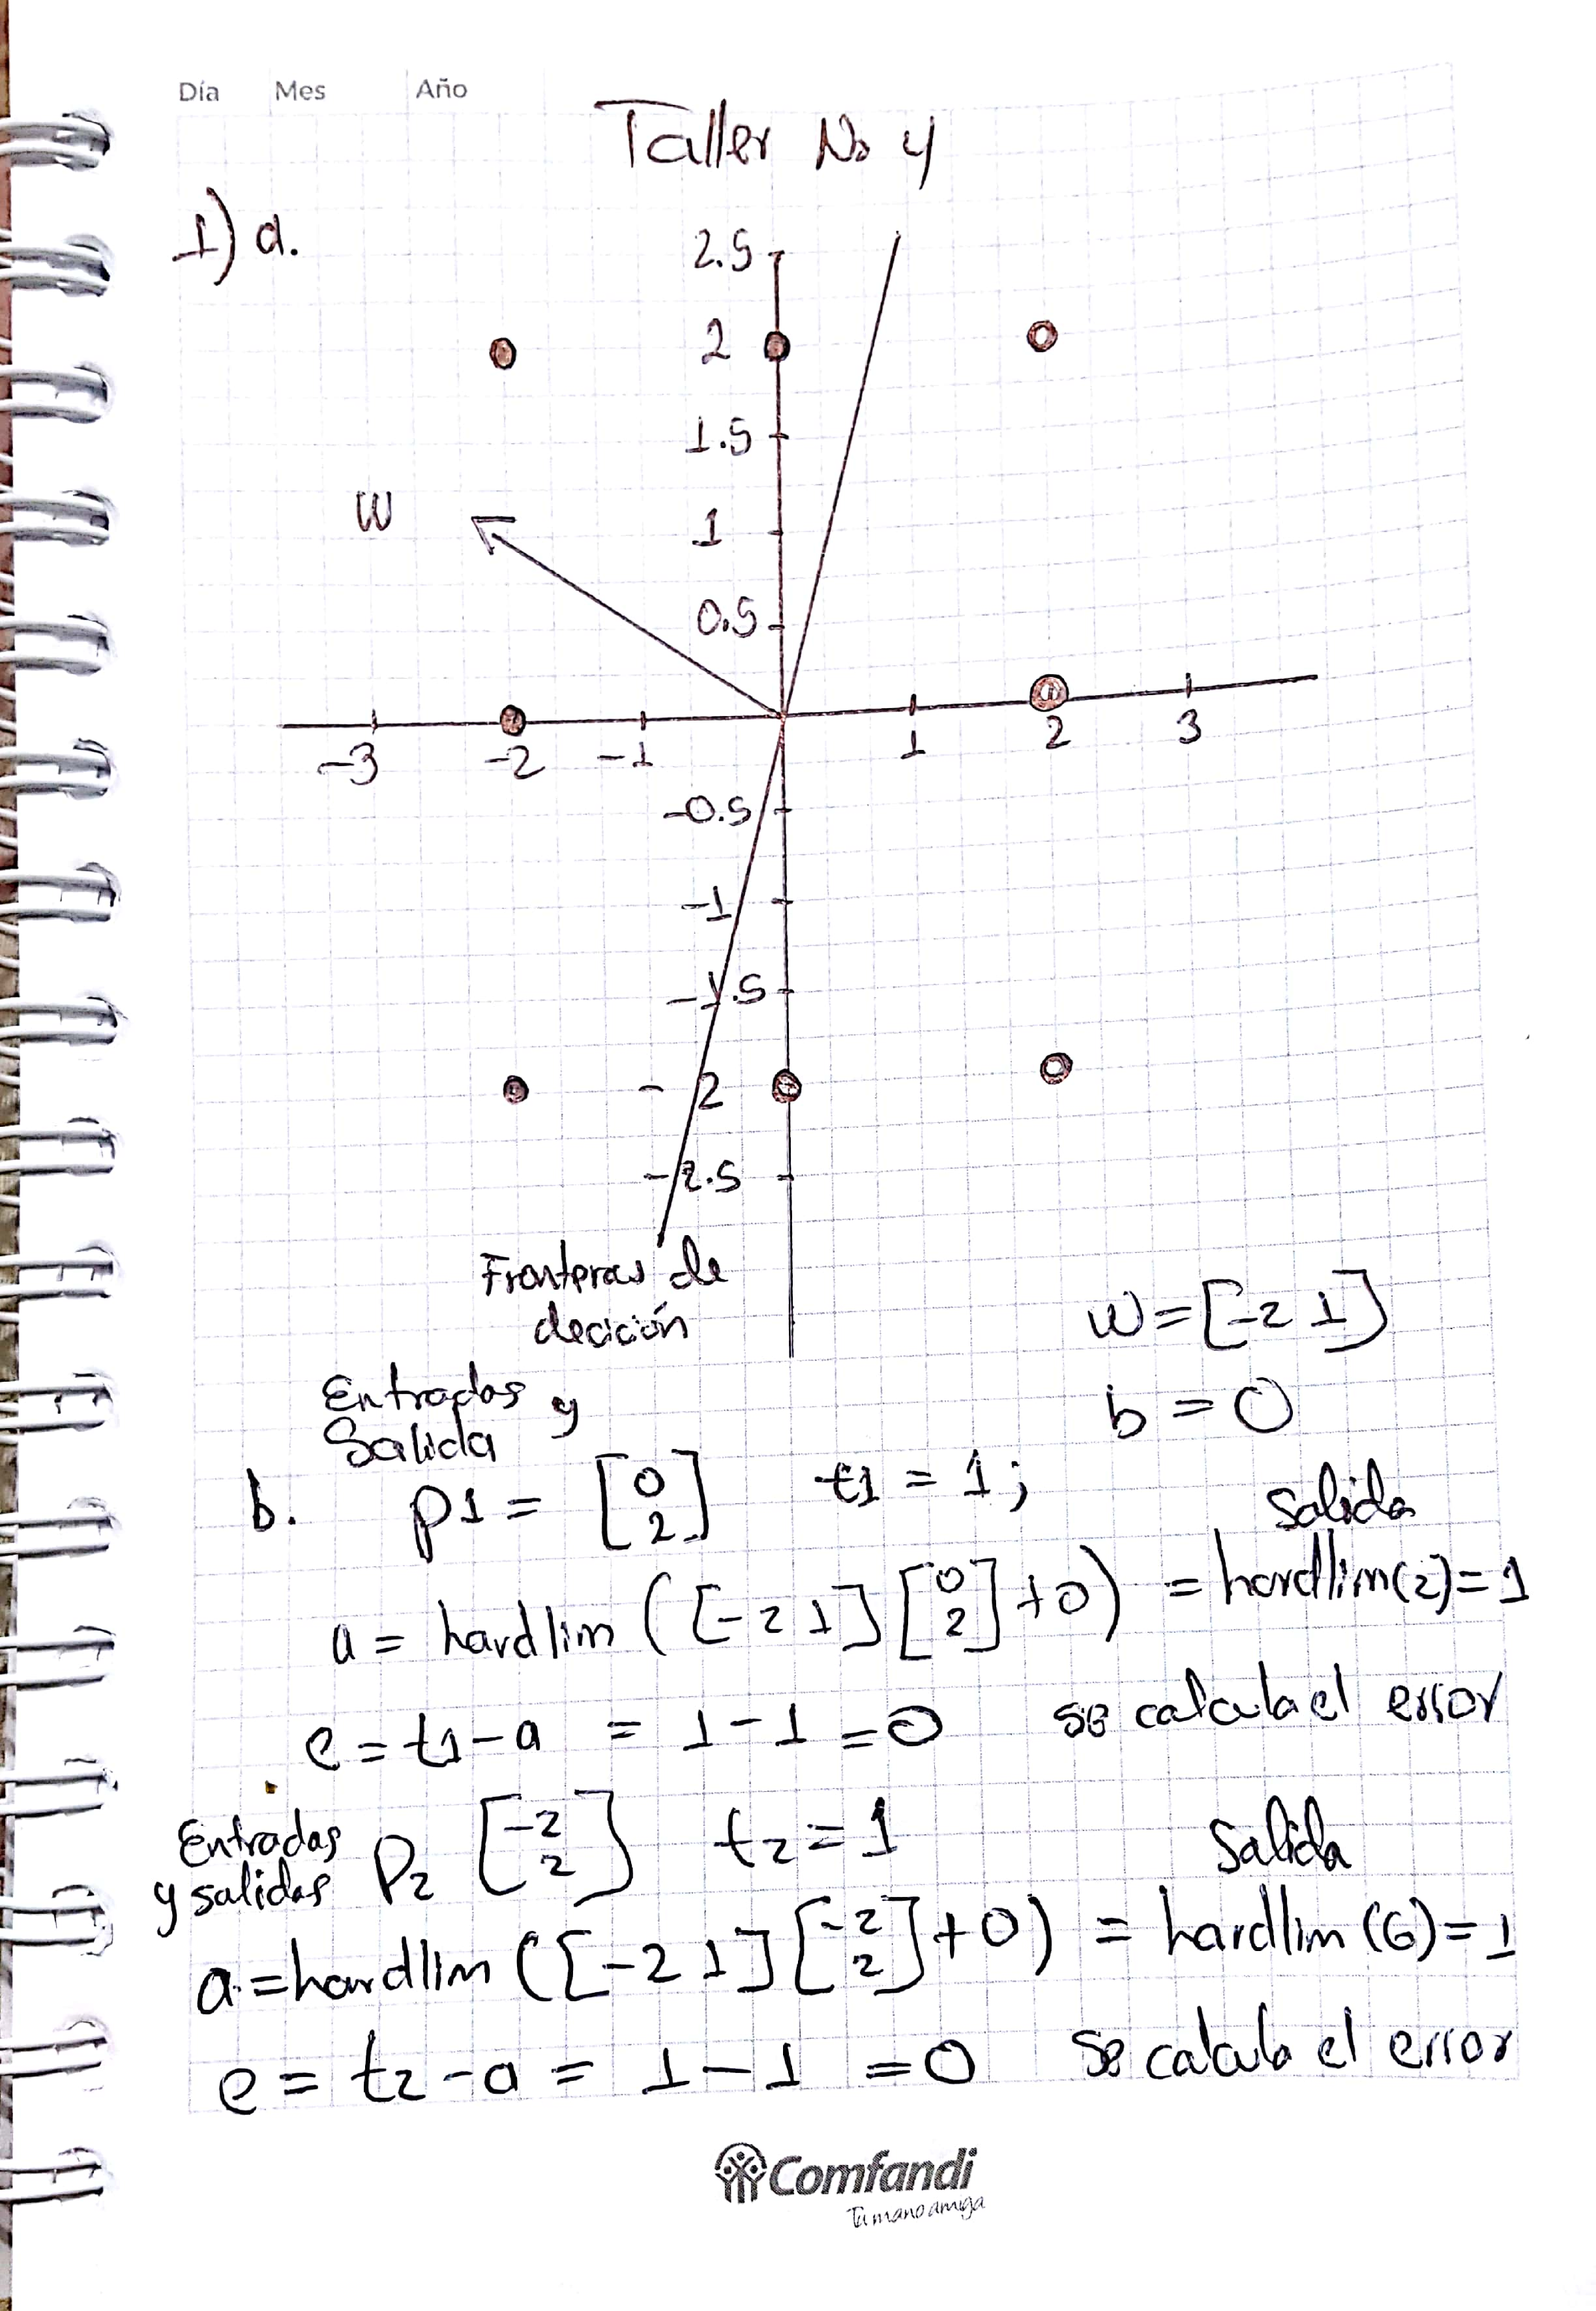 Día Mes Año
Taller No 4
1) a.
2.5
2
1.5
W
1
0.5
-3 -2 -1 1 2 3
-0.5
-1
-1.5
-2
-2.5
Fronteras de
decición
w = [-2 1]
b = 0
Entradas y
Salida
b. p1 = [0 2] t1 = 1; Salida
a = hardlim ([-2 1] [0 2] + 0) = hardlim(2) = 1
e = t1 - a = 1 - 1 = 0 se calcula el error
Entradas
y salidas P2 [-2 2] t2 = 1 Salida
a = hardlim ([-2 1] [-2 2] + 0) = hardlim (6) = 1
e = t2 - a = 1 - 1 = 0 se calcula el error
Comfandi
Tu mano amiga